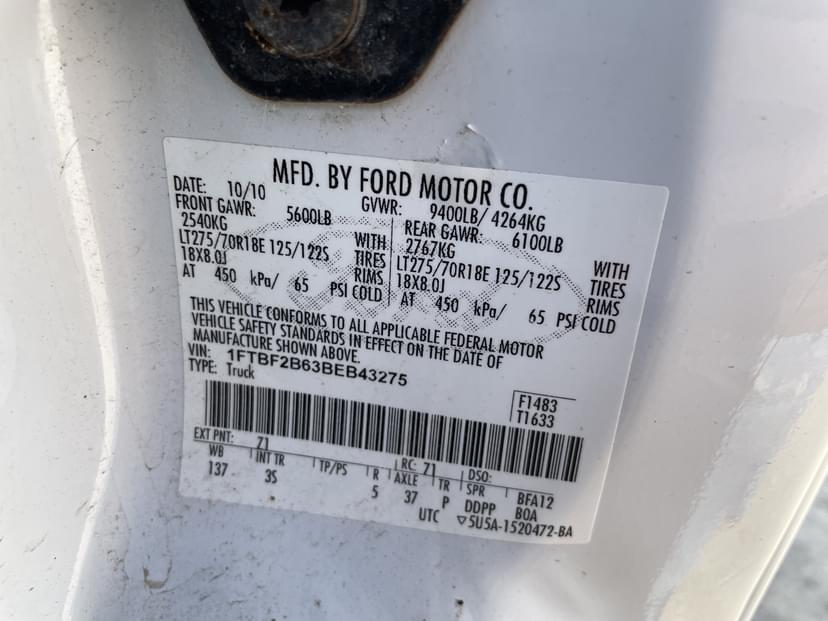 MFD. BY FORD MOTOR CO.
DATE: 10/10 GVWR: 9400LB/ 4264KG
FRONT GAWR: 5600LB REAR GAWR: 6100LB
2540KG WITH 2767KG WITH
LT275/70R18E 125/122S TIRES LT275/70R18E 125/122S TIRES
18X8.0J RIMS 18X8.0J RIMS
AT 450 kPa/ 65 PSI COLD AT 450 kPa/ 65 PSI COLD
THIS VEHICLE CONFORMS TO ALL APPLICABLE FEDERAL MOTOR
VEHICLE SAFETY STANDARDS IN EFFECT ON THE DATE OF
MANUFACTURE SHOWN ABOVE.
VIN: 1FTBF2B63BEB43275
TYPE: Truck
F1483
T1633
EXT PNT: Z1 RC: Z1 DSO:
WB INT TR TP/PS R AXLE TR SPR BFA12
137 3S 5 37 P DDPP BOA
UTC ▽5U5A-1520472-BA